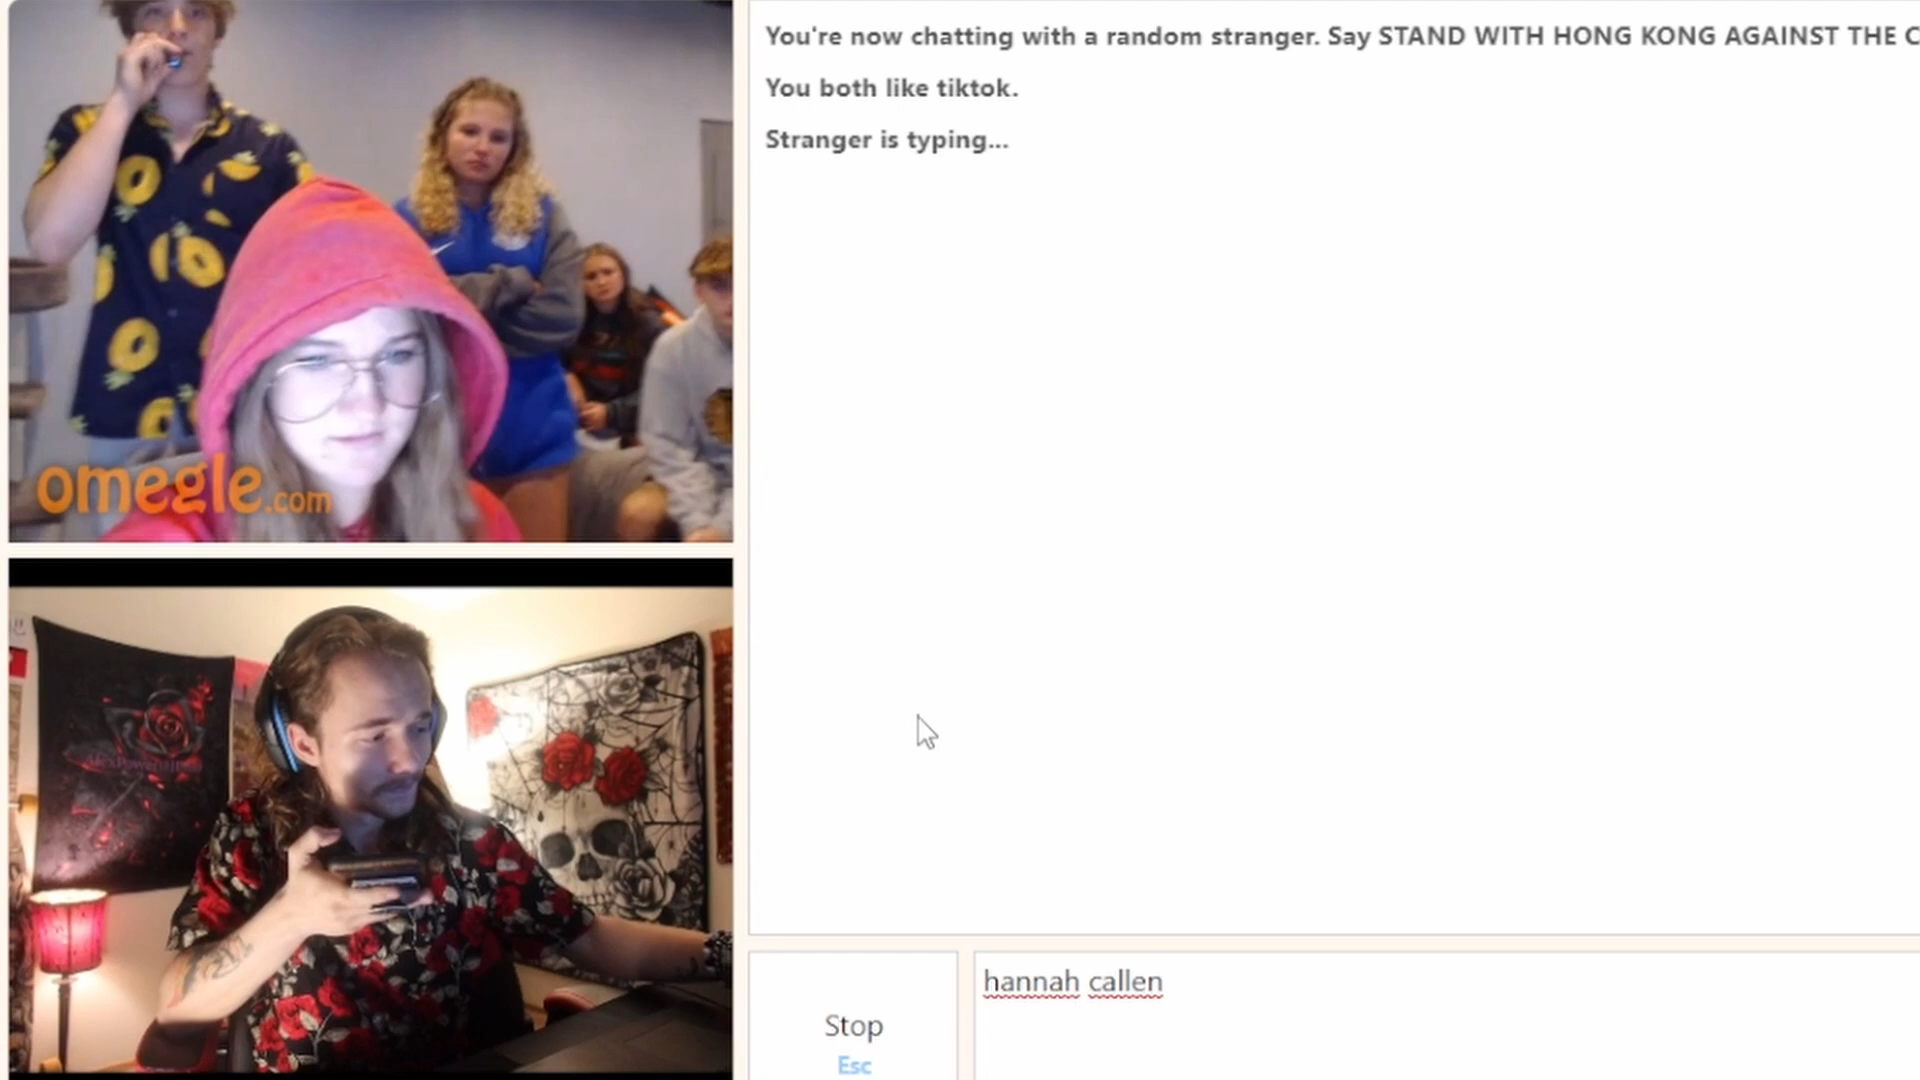 You're now chatting with a random stranger. Say STAND WITH HONG KONG AGAINST THE
You both like tiktok.
Stranger is typing...
omegle.com
hannah callen
Stop
Esc